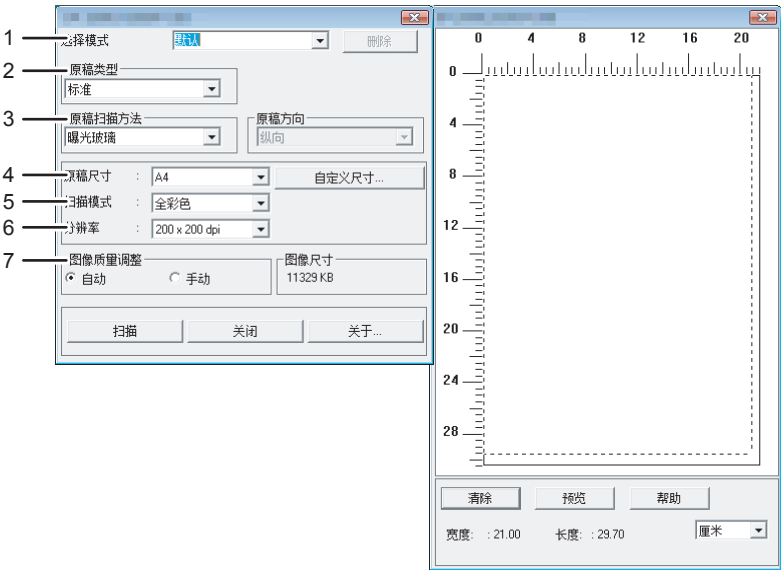 1 选择模式 默认 删除
2 原稿类型
标准
3 原稿扫描方法 原稿方向
曝光玻璃 纵向
4 原稿尺寸 : A4 自定义尺寸...
5 扫描模式 : 全彩色
6 分辨率 : 200 x 200 dpi
7 图像质量调整 图像尺寸
自动 手动 11329 KB
扫描 关闭 关于...
0 4 8 12 16 20
0
4
8
12
16
20
24
28
清除 预览 帮助
宽度: : 21.00 长度: : 29.70 厘米